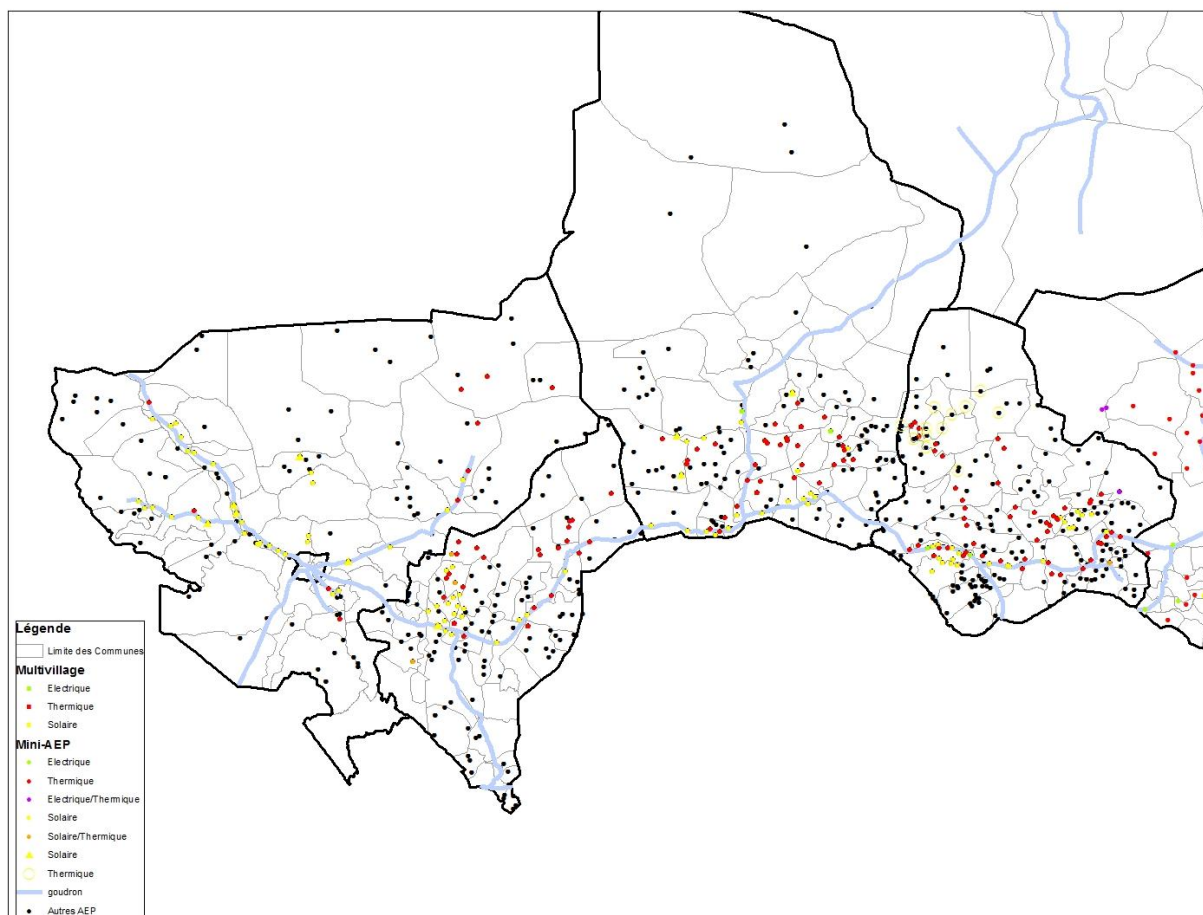 Légende
Limite des Communes
Multivillage
Electrique
Thermique
Solaire
Mini-AEP
Electrique
Thermique
Electrique/Thermique
Solaire
Solaire/Thermique
Solaire
Thermique
goudron
Autres AEP